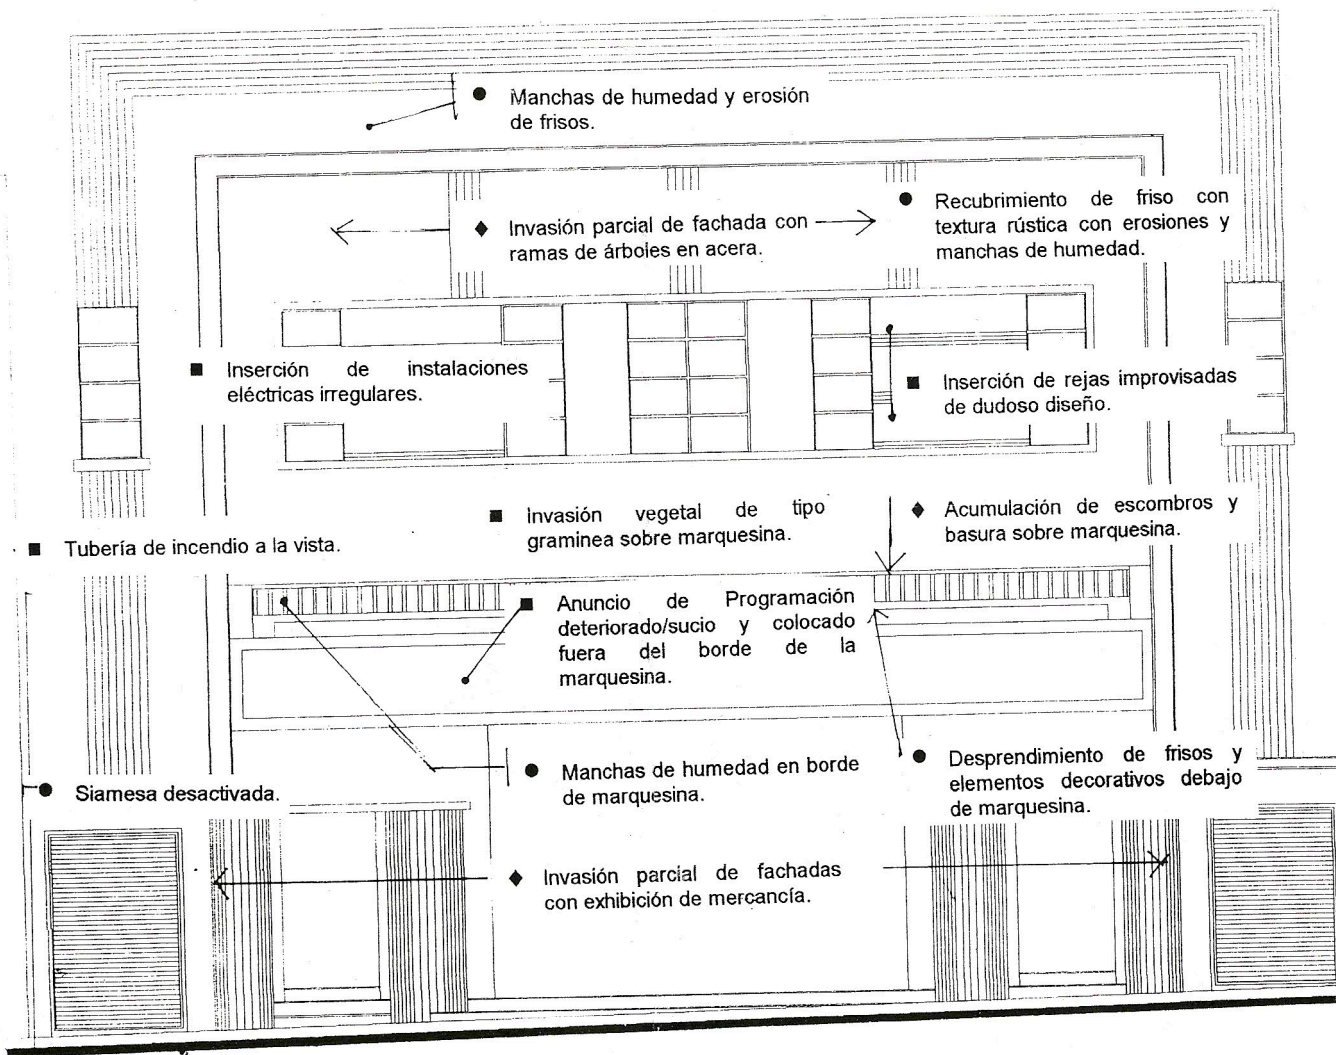 ● Manchas de humedad y erosión
de frisos.
♦ Invasión parcial de fachada con
ramas de árboles en acera.
● Recubrimiento de friso con
textura rústica con erosiones y
manchas de humedad.
■ Inserción de instalaciones
eléctricas irregulares.
■ Inserción de rejas improvisadas
de dudoso diseño.
■ Tubería de incendio a la vista.
■ Invasión vegetal de tipo
graminea sobre marquesina.
♦ Acumulación de escombros y
basura sobre marquesina.
■ Anuncio de Programación
deteriorado/sucio y colocado
fuera del borde de la
marquesina.
● Siamesa desactivada.
● Manchas de humedad en borde
de marquesina.
● Desprendimiento de frisos y
elementos decorativos debajo
de marquesina.
♦ Invasión parcial de fachadas
con exhibición de mercancía.